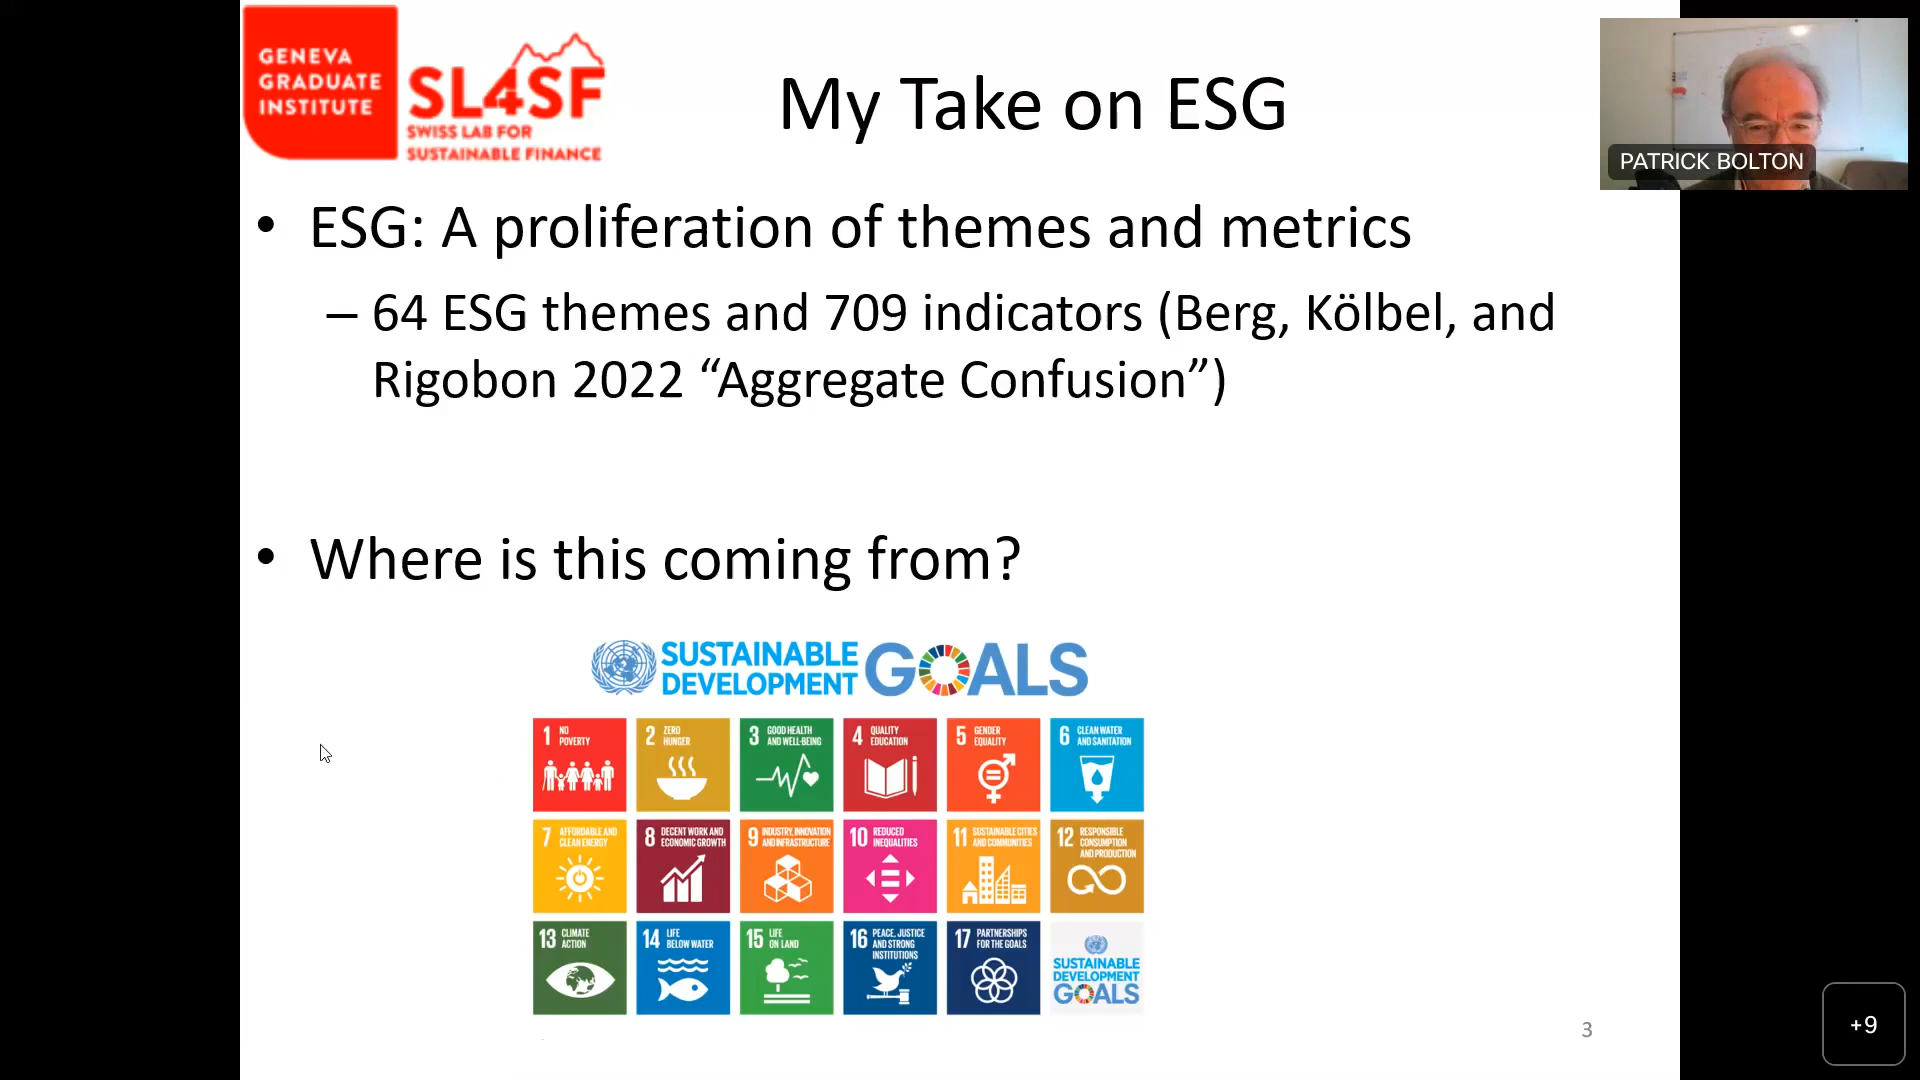 GENEVA
GRADUATE
INSTITUTE
SL4SF
SWISS LAB FOR
SUSTAINABLE FINANCE
My Take on ESG
PATRICK BOLTON
• ESG: A proliferation of themes and metrics
– 64 ESG themes and 709 indicators (Berg, Kölbel, and
Rigobon 2022 “Aggregate Confusion”)
• Where is this coming from?
SUSTAINABLE
DEVELOPMENT
GOALS
1 NO
POVERTY
2 ZERO
HUNGER
3 GOOD HEALTH
AND WELL-BEING
4 QUALITY
EDUCATION
5 GENDER
EQUALITY
6 CLEAN WATER
AND SANITATION
7 AFFORDABLE AND
CLEAN ENERGY
8 DECENT WORK AND
ECONOMIC GROWTH
9 INDUSTRY, INNOVATION
AND INFRASTRUCTURE
10 REDUCED
INEQUALITIES
11 SUSTAINABLE CITIES
AND COMMUNITIES
12 RESPONSIBLE
CONSUMPTION
AND PRODUCTION
13 CLIMATE
ACTION
14 LIFE
BELOW WATER
15 LIFE
ON LAND
16 PEACE, JUSTICE
AND STRONG
INSTITUTIONS
17 PARTNERSHIPS
FOR THE GOALS
SUSTAINABLE
DEVELOPMENT
GOALS
3
+9